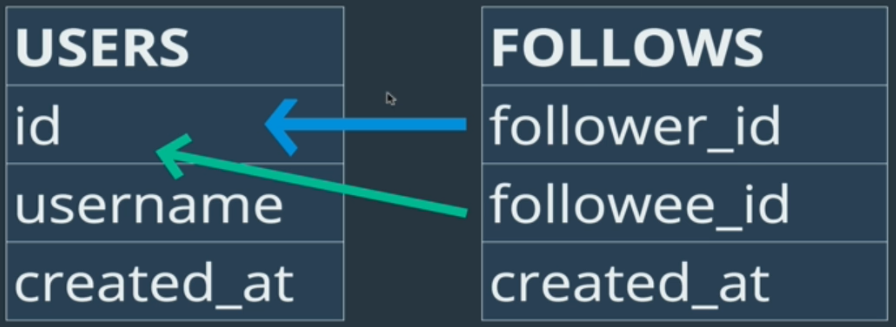 USERS
id
username
created_at
FOLLOWS
follower_id
followee_id
created_at